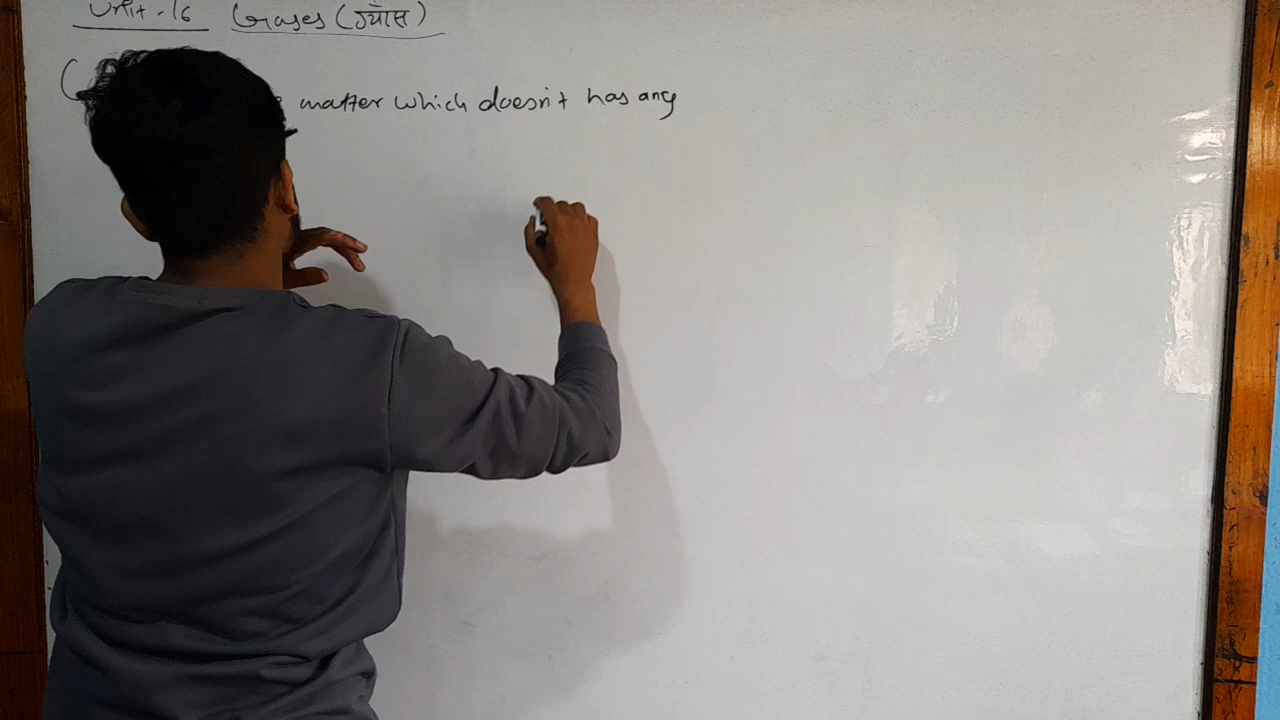 Unit-16 Gases (ग्याँस)
matter which doesn't has any